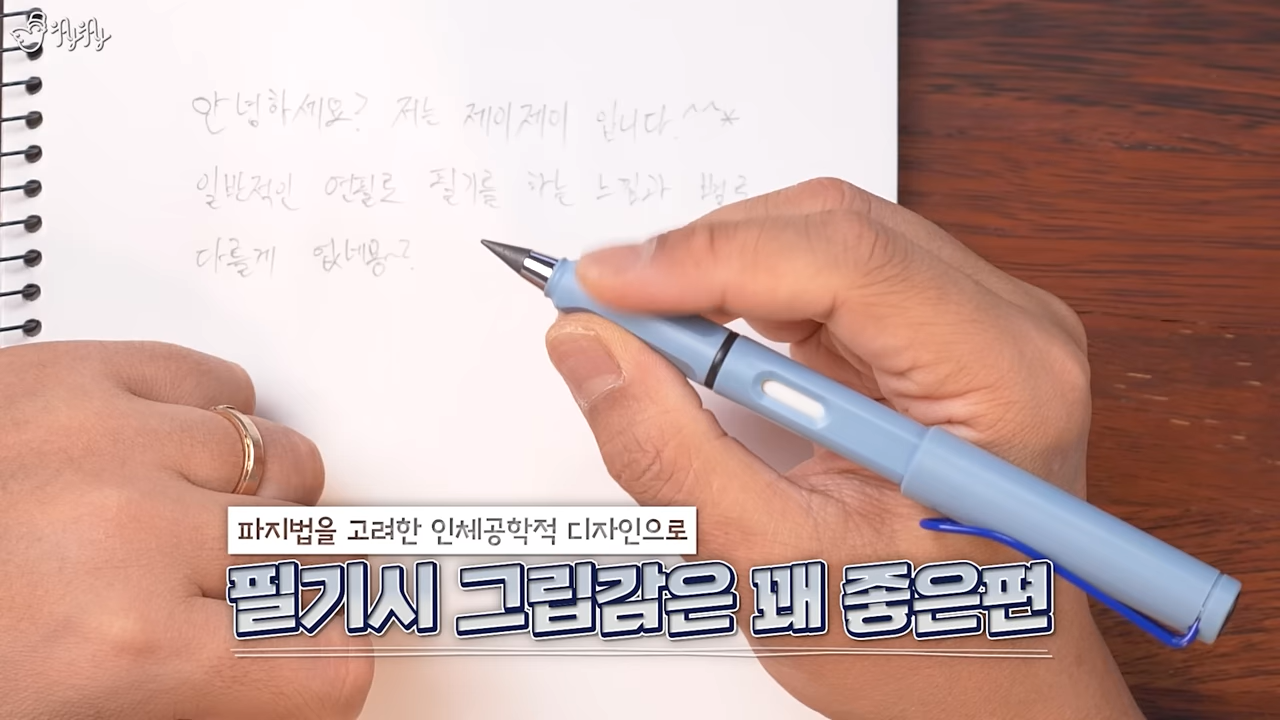 취취
안녕하세요? 저는 제이제이 입니다.^^*
일반적인 연필로 필기를 하는 느낌과 별로
다를게 없네용~?
파지법을 고려한 인체공학적 디자인으로
필기시 그립감은 꽤 좋은편